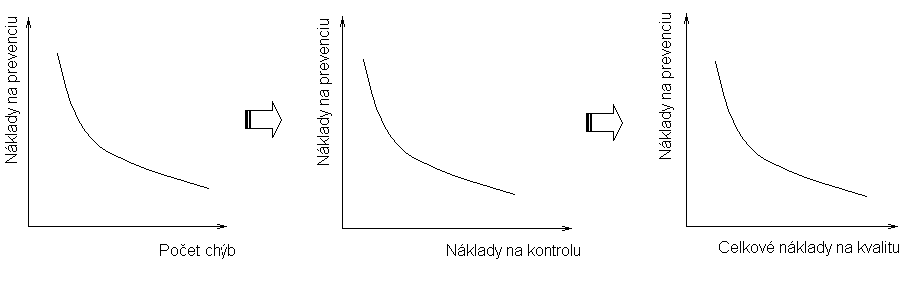 Náklady na prevenciu
Počet chýb
Náklady na prevenciu
Náklady na kontrolu
Náklady na prevenciu
Celkové náklady na kvalitu